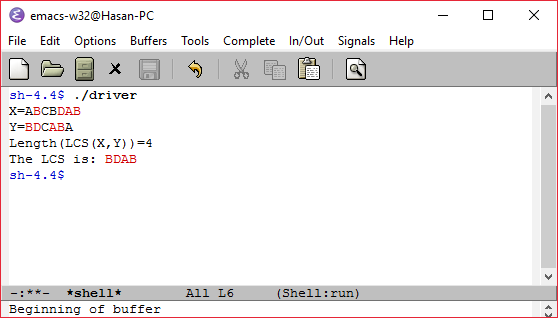 emacs-w32@Hasan-PC
File Edit Options Buffers Tools Complete In/Out Signals Help
sh-4.4$ ./driver
X=ABCBDAB
Y=BDCABA
Length(LCS(X,Y))=4
The LCS is: BDAB
sh-4.4$
-:**-  *shell*        All L6     (Shell:run)
Beginning of buffer